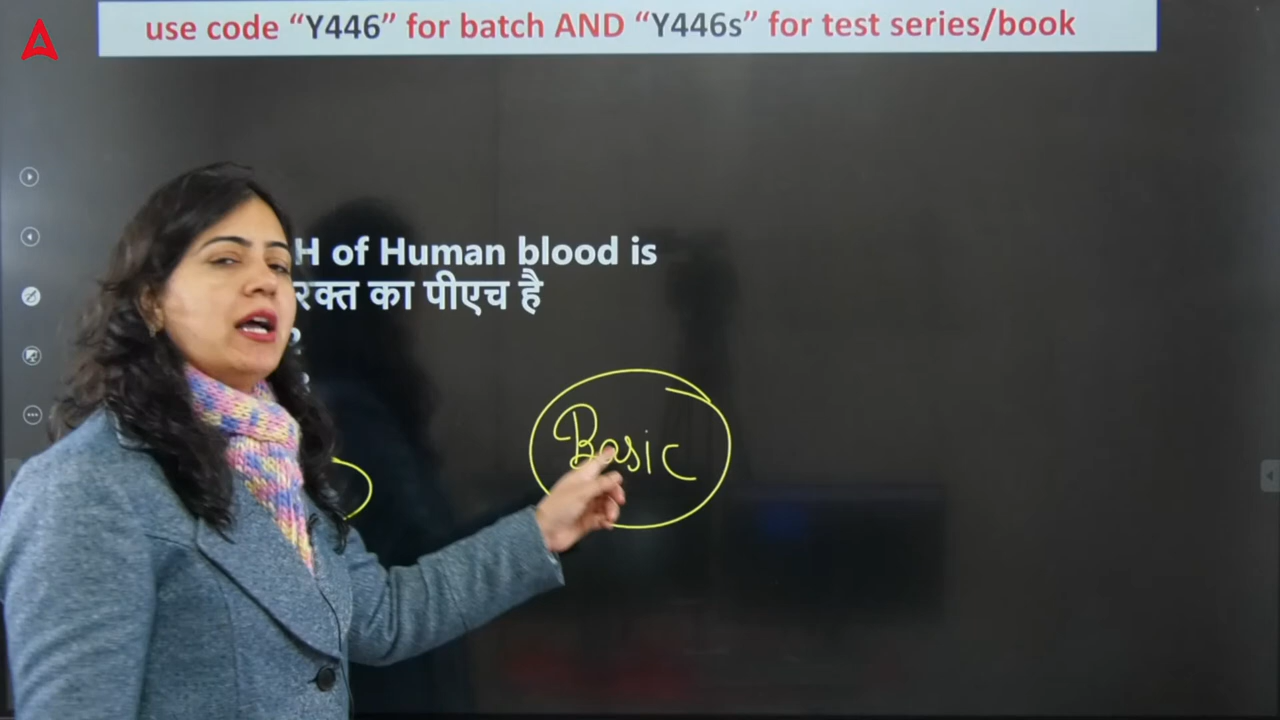 use code “Y446” for batch AND “Y446s” for test series/book
H of Human blood is
रक्त का पीएच है
Basic